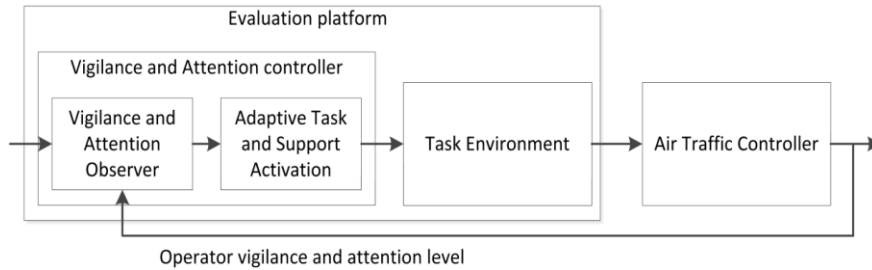 Evaluation platform
Vigilance and Attention controller
Vigilance and
Attention
Observer
Adaptive Task
and Support
Activation
Task Environment
Air Traffic Controller
Operator vigilance and attention level